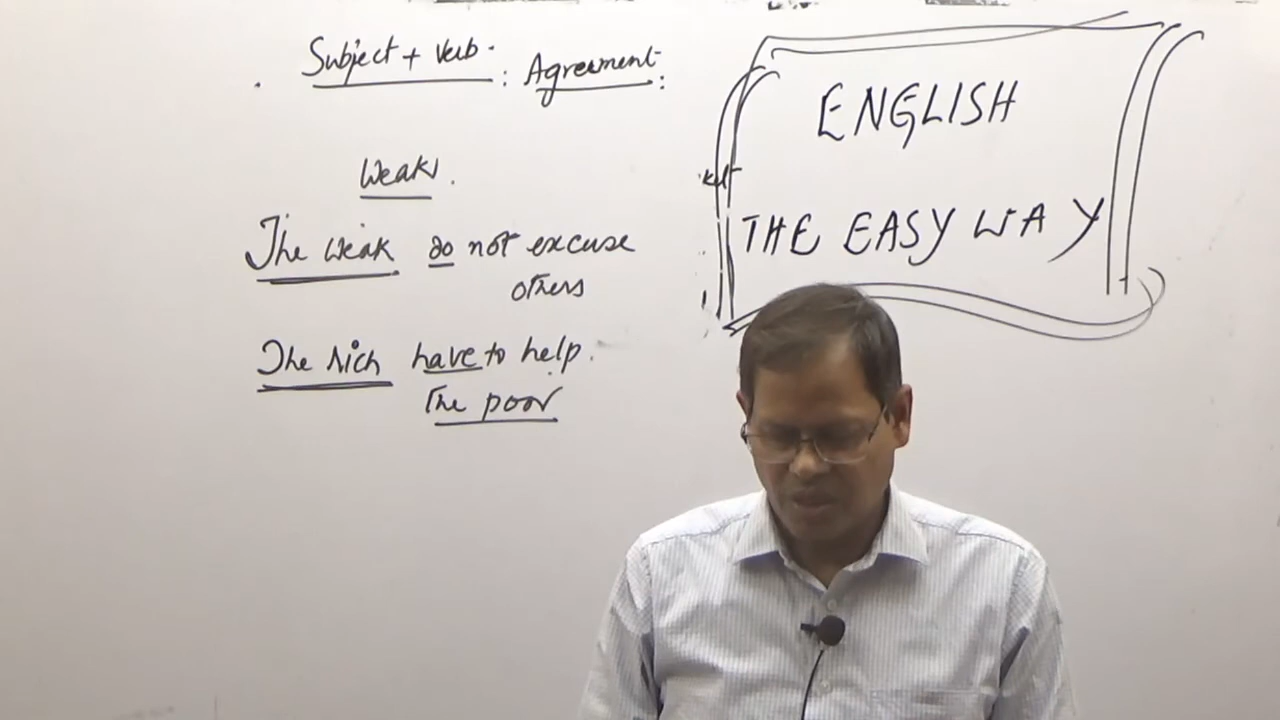 Subject + Verb. : Agreement :
ENGLISH
THE EASY WAY
Weak.
The weak do not excuse
others
The rich have to help.
the poor